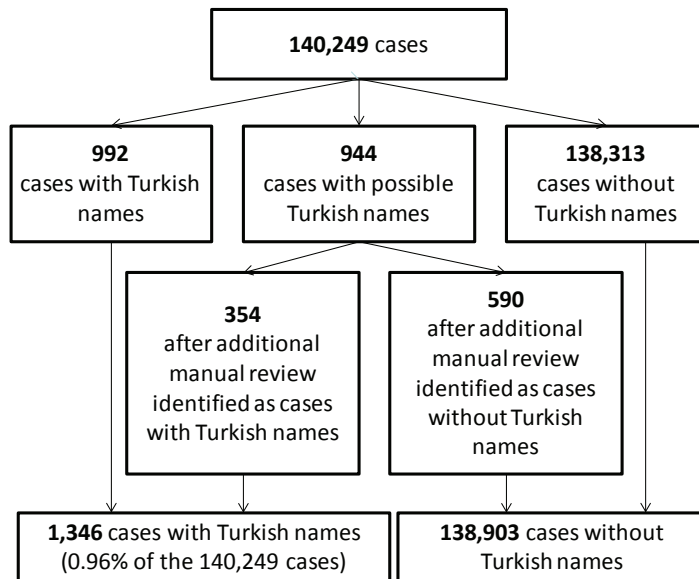 140,249 cases
992
cases with Turkish
names
944
cases with possible
Turkish names
138,313
cases without
Turkish names
354
after additional
manual review
identified as cases
with Turkish names
590
after additional
manual review
identified as cases
without Turkish
names
1,346 cases with Turkish names
(0.96% of the 140,249 cases)
138,903 cases without
Turkish names